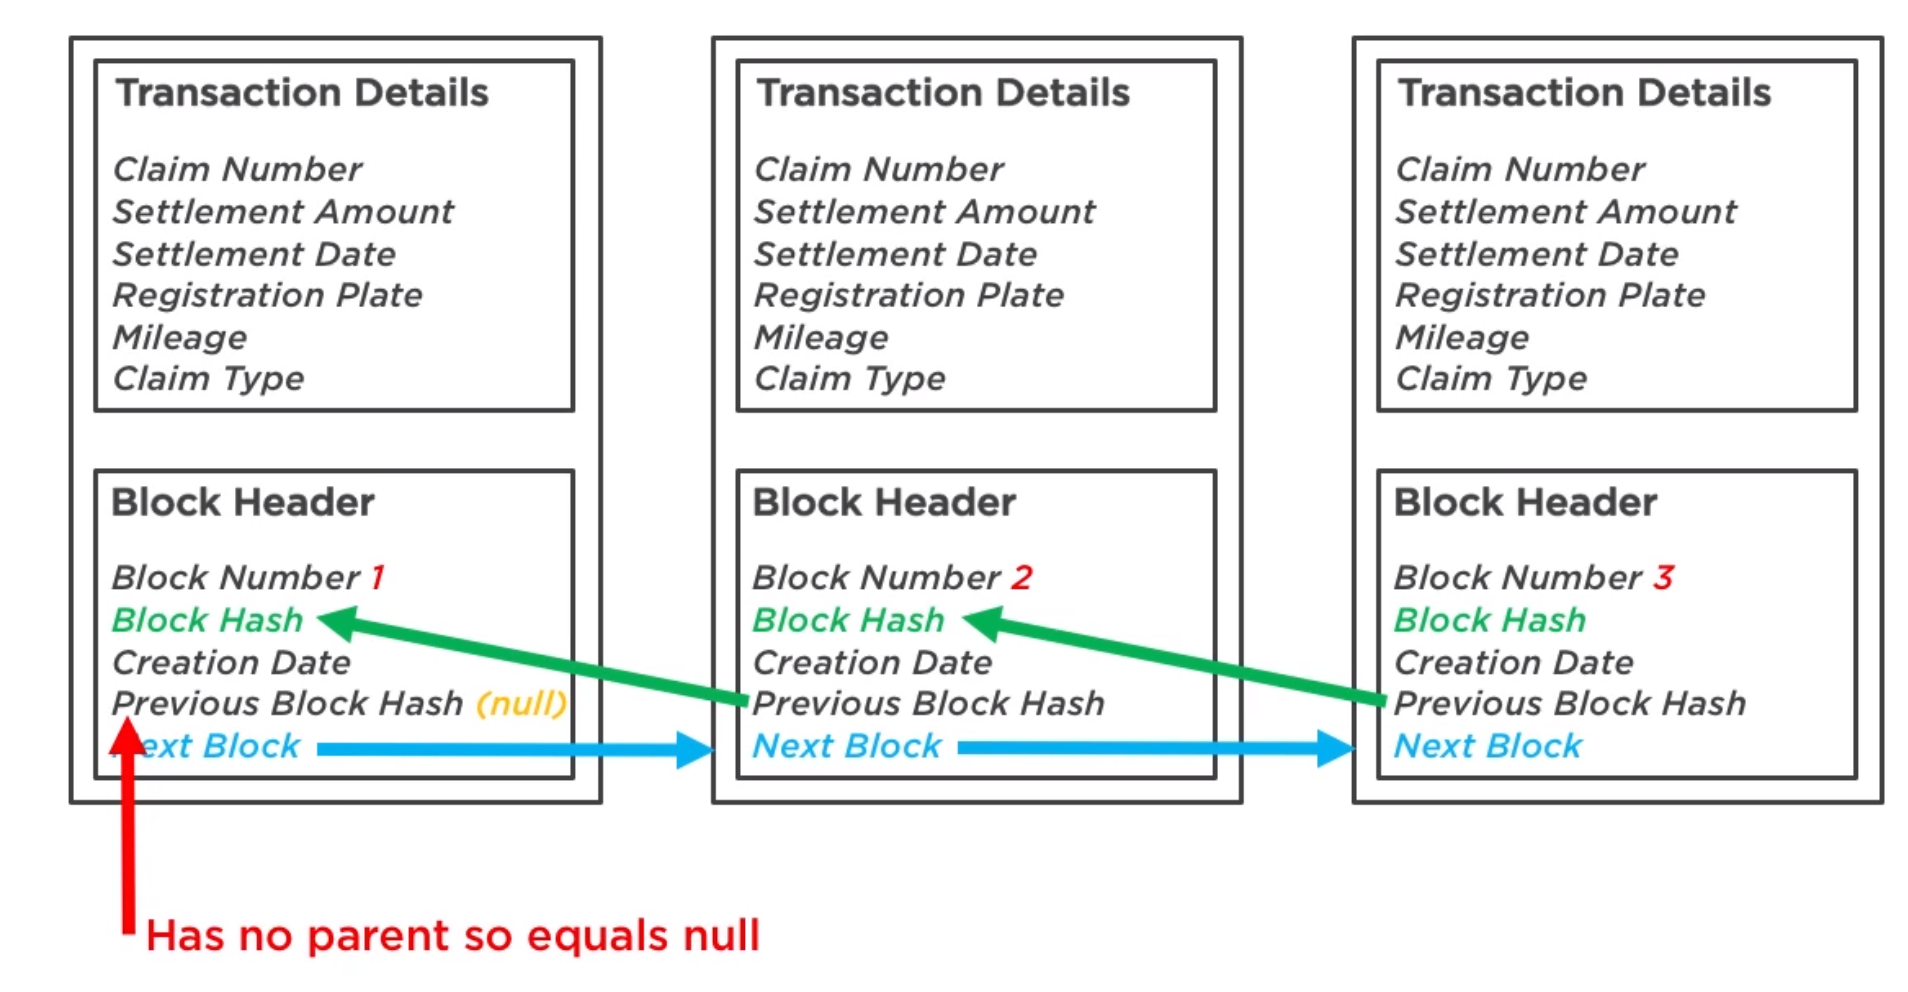 Transaction Details
Claim Number
Settlement Amount
Settlement Date
Registration Plate
Mileage
Claim Type
Block Header
Block Number 1
Block Hash
Creation Date
Previous Block Hash (null)
ext Block
Transaction Details
Claim Number
Settlement Amount
Settlement Date
Registration Plate
Mileage
Claim Type
Block Header
Block Number 2
Block Hash
Creation Date
Previous Block Hash
Next Block
Transaction Details
Claim Number
Settlement Amount
Settlement Date
Registration Plate
Mileage
Claim Type
Block Header
Block Number 3
Block Hash
Creation Date
Previous Block Hash
Next Block
Has no parent so equals null